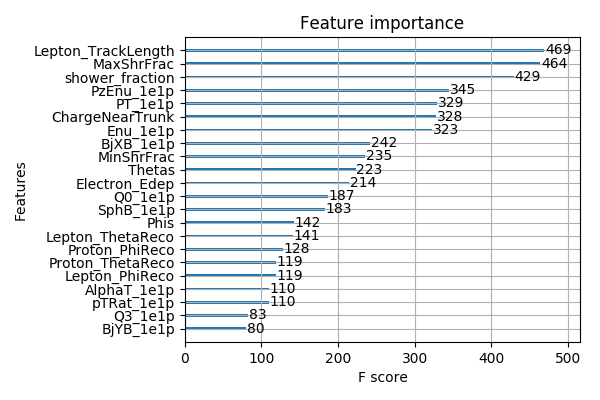 Feature importance
Lepton_TrackLength 469
MaxShrFrac 464
shower_fraction 429
PzEnu_1e1p 345
PT_1e1p 329
ChargeNearTrunk 328
Enu_1e1p 323
BjXB_1e1p 242
MinShrFrac 235
Thetas 223
Electron_Edep 214
Q0_1e1p 187
SphB_1e1p 183
Phis 142
Lepton_ThetaReco 141
Proton_PhiReco 128
Proton_ThetaReco 119
Lepton_PhiReco 119
AlphaT_1e1p 110
pTRat_1e1p 110
Q3_1e1p 83
BjYB_1e1p 80
Features
0 100 200 300 400 500
F score